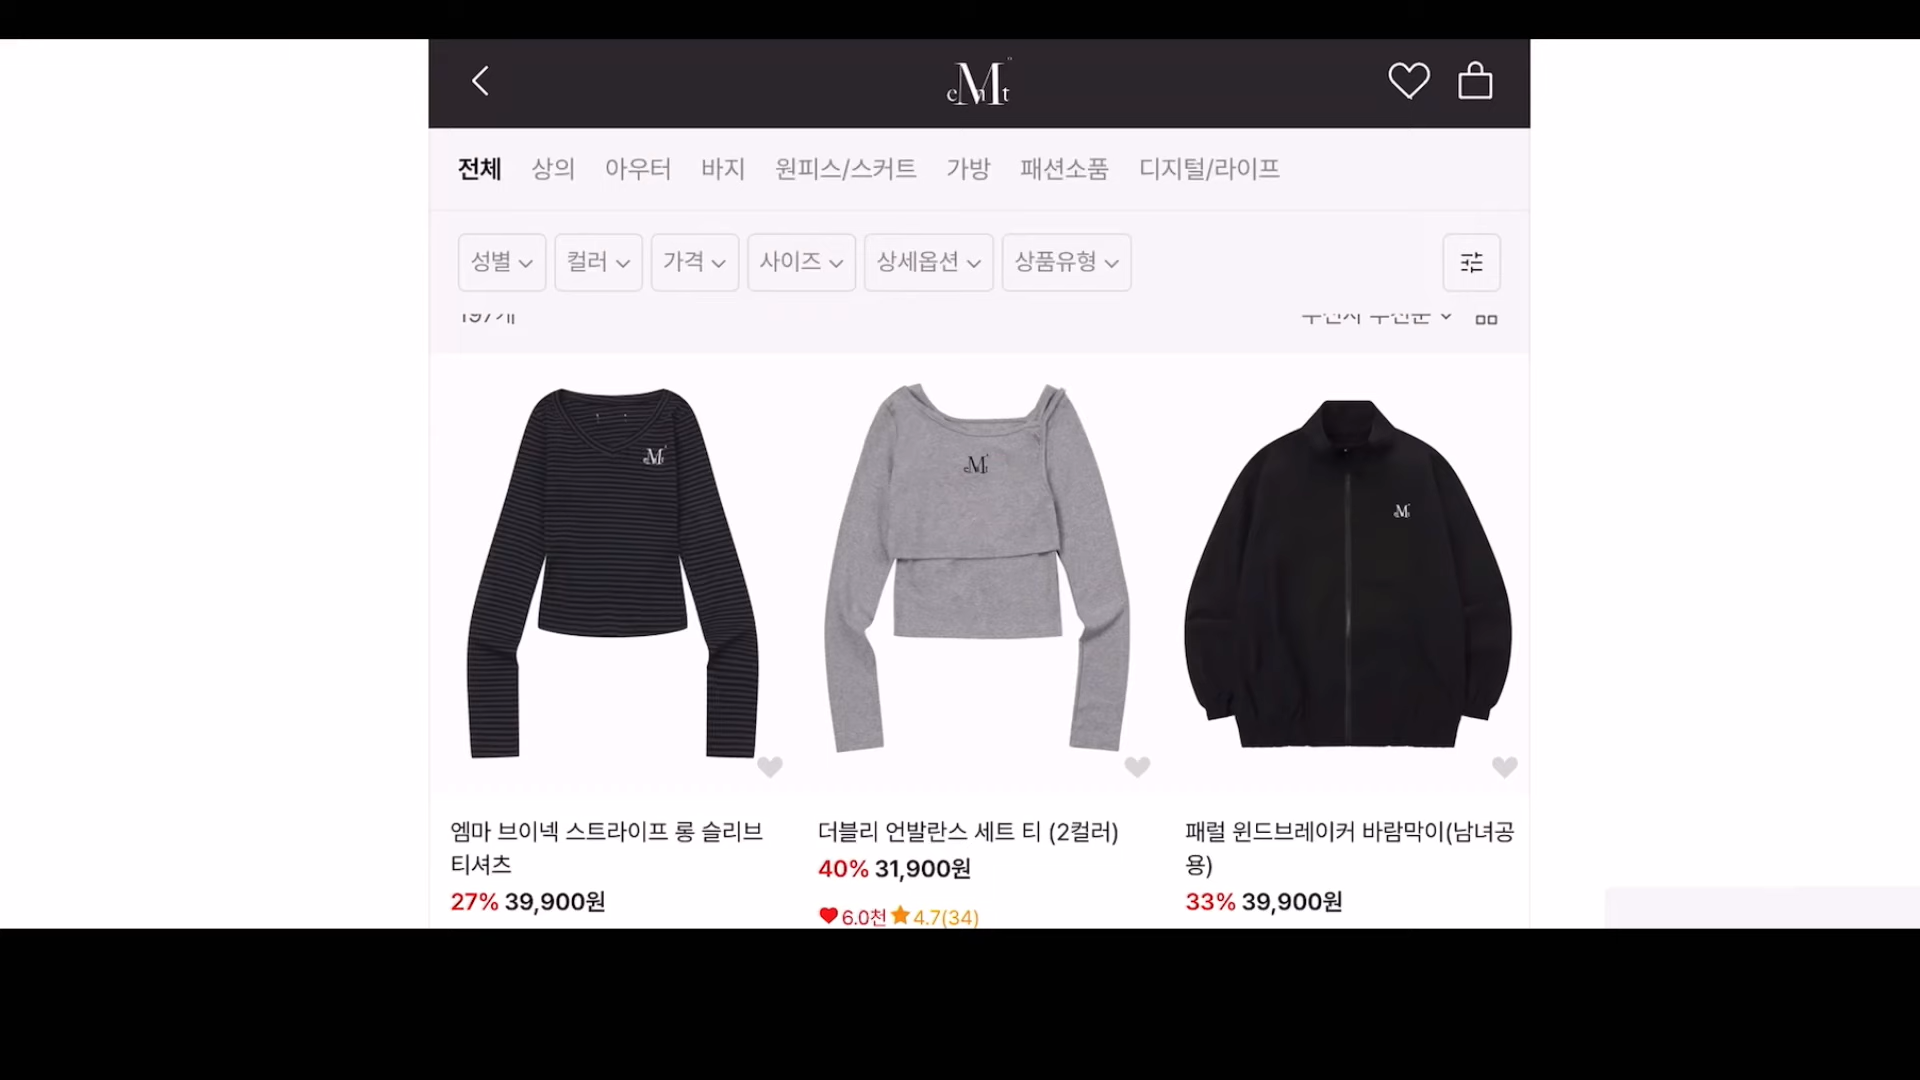 전체 상의 아우터 바지 원피스/스커트 가방 패션소품 디지털/라이프
성별 컬러 가격 사이즈 상세옵션 상품유형
엠마 브이넥 스트라이프 롱 슬리브
티셔츠
27% 39,900원
더블리 언발란스 세트 티 (2컬러)
40% 31,900원
6.0천 4.7(34)
패럴 윈드브레이커 바람막이(남녀공
용)
33% 39,900원